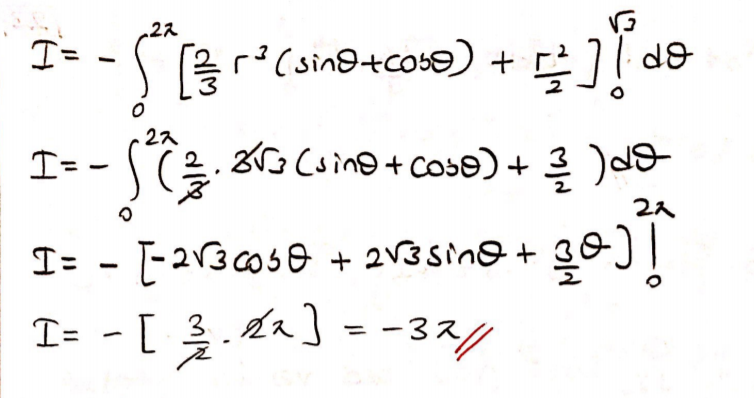 I = - ∫₀^{2π} [ 2/3 r³ (sinθ+cosθ) + r²/2 ] |₀^{√3} dθ
I = - ∫₀^{2π} ( 2/3 . 3√3 (sinθ + cosθ) + 3/2 ) dθ
I = - [ -2√3 cosθ + 2√3 sinθ + 3/2 θ ] |₀^{2π}
I = - [ 3/2 . 2π ] = -3π //